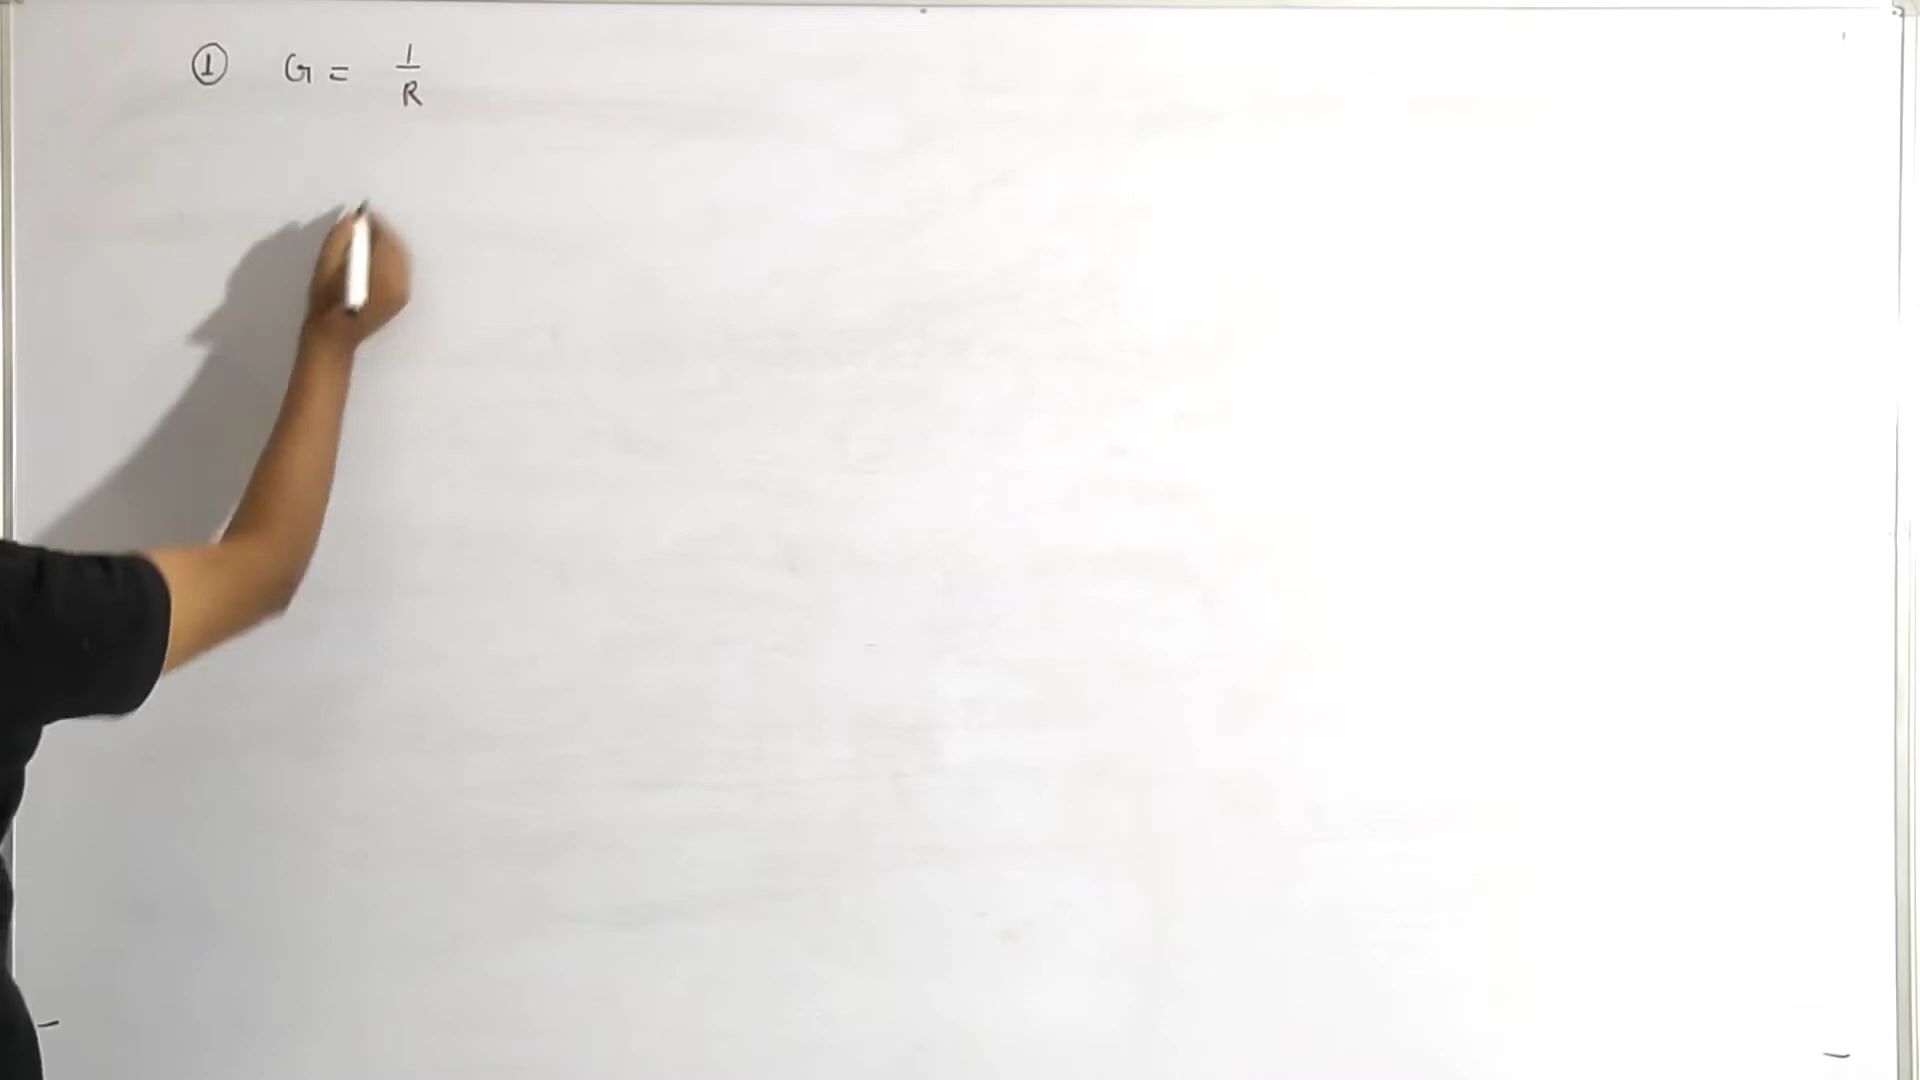 ① G = 1/R